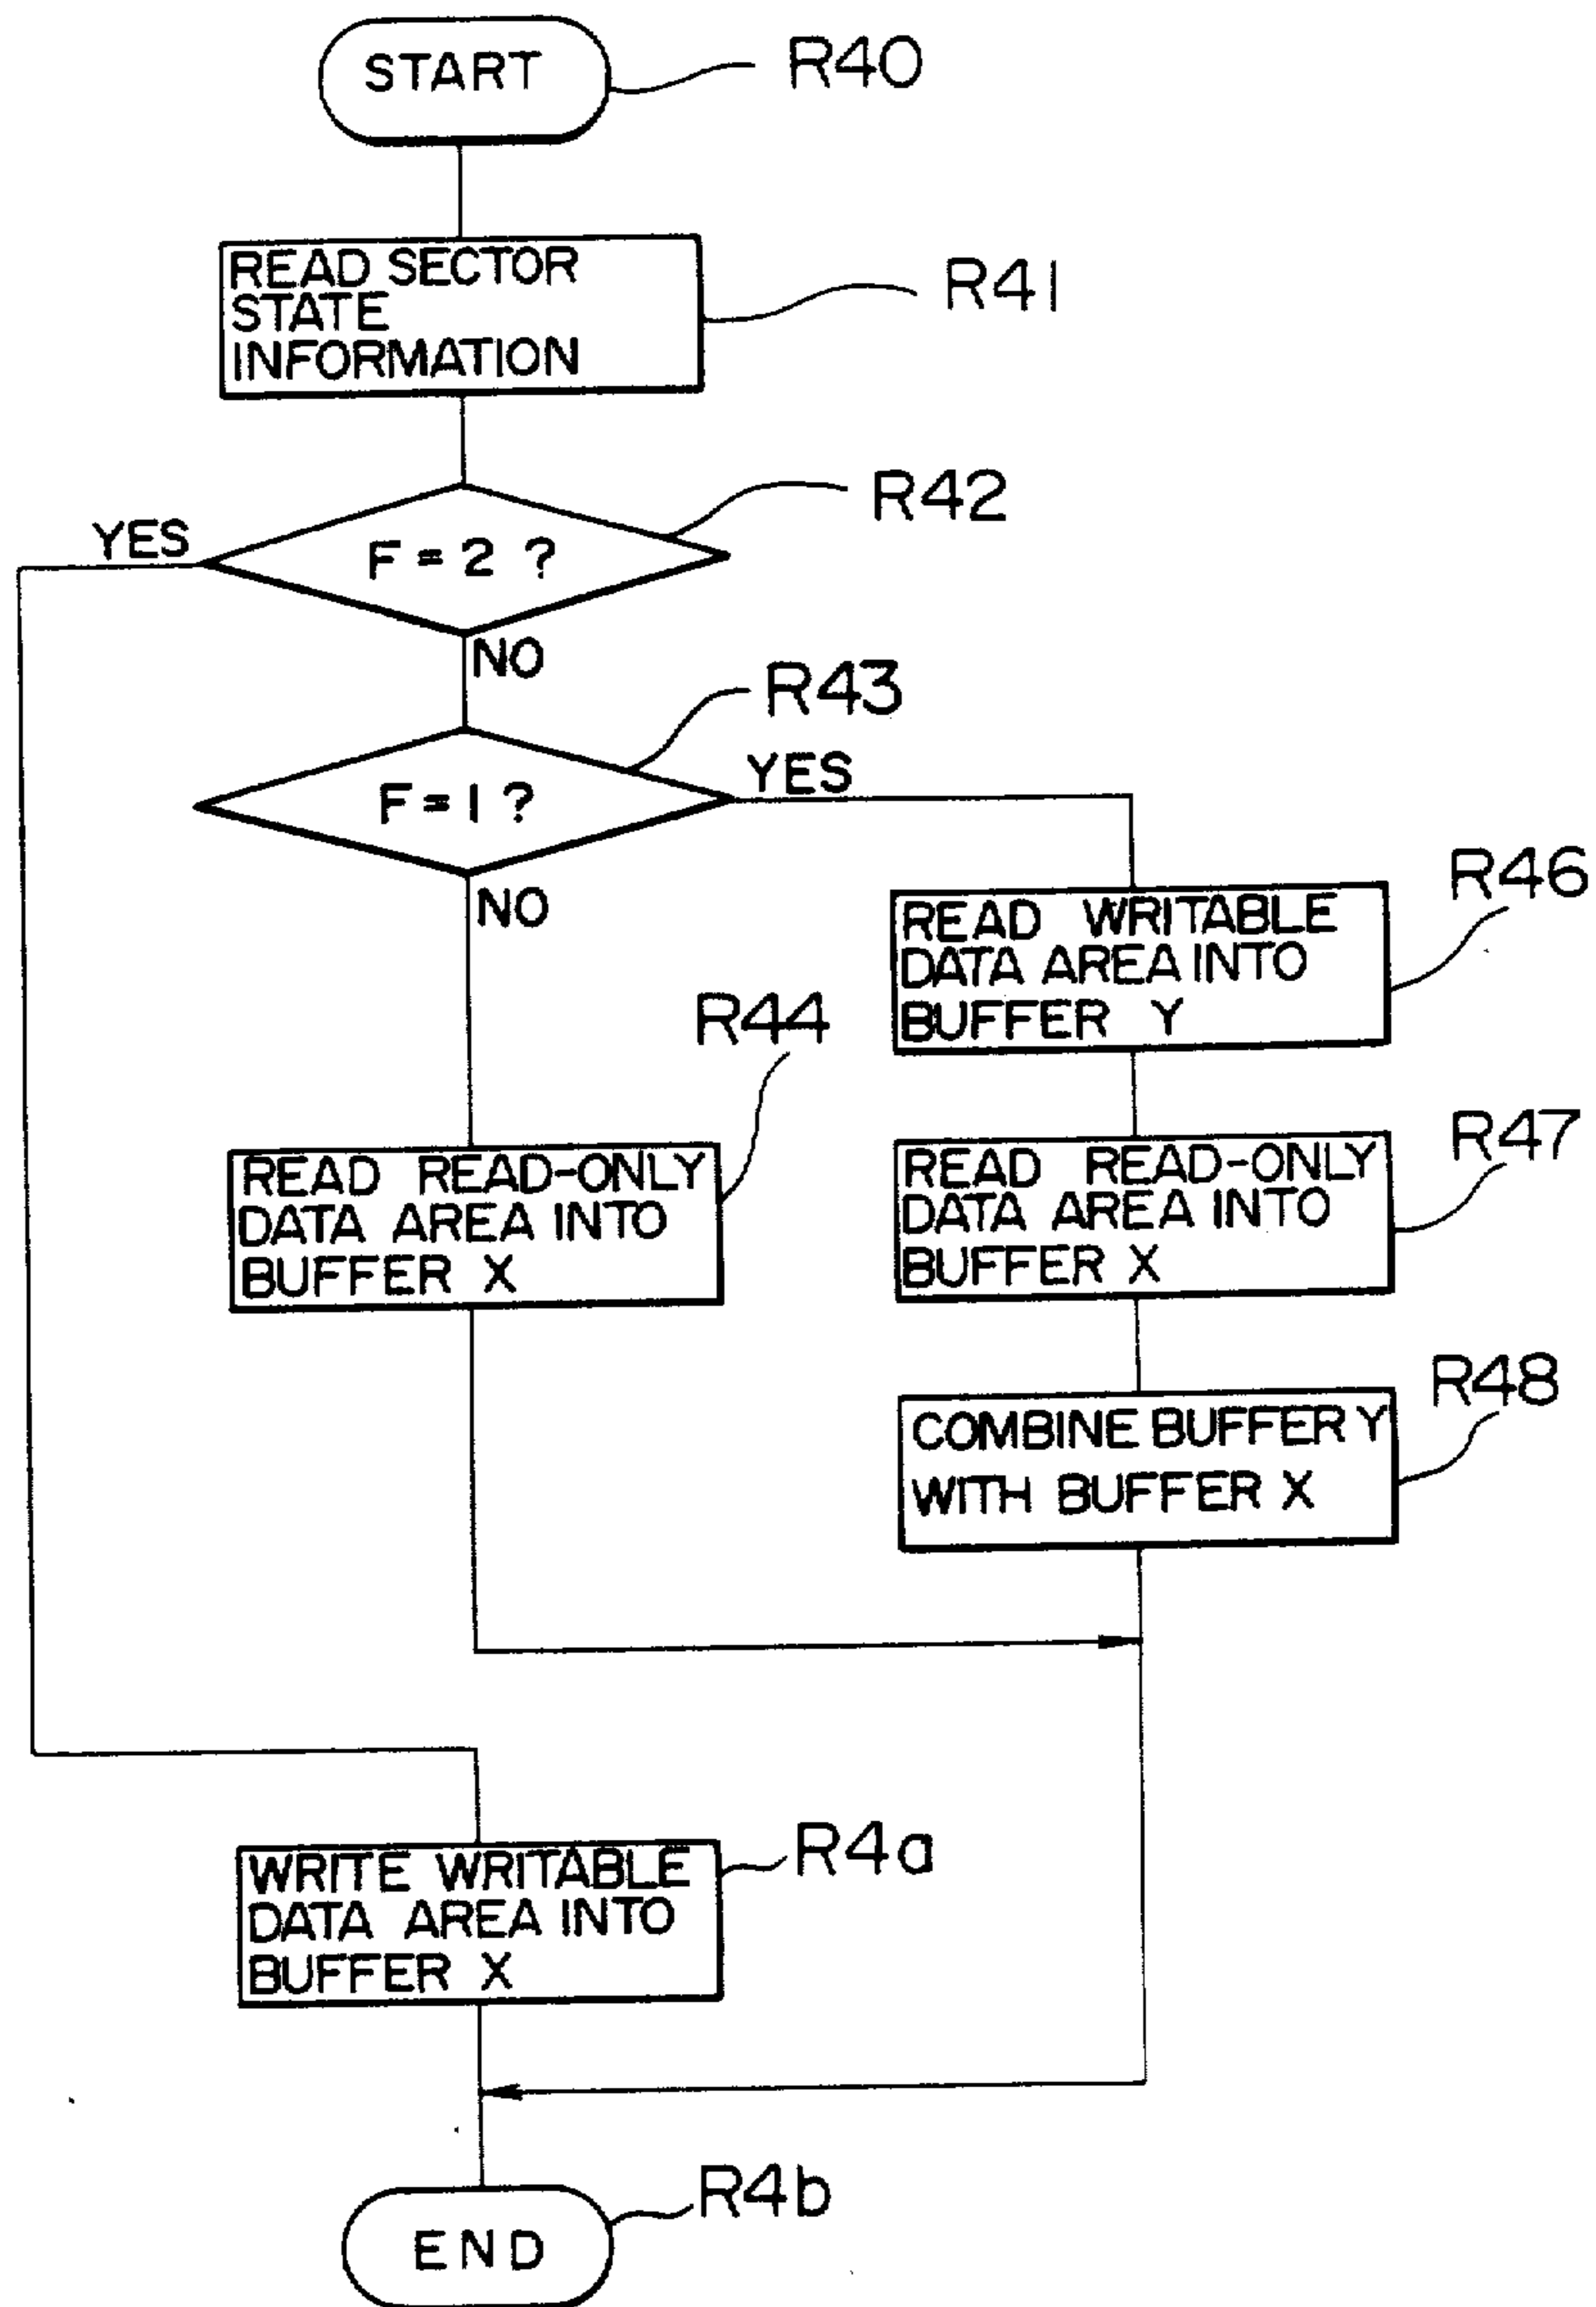 START
R40
READ SECTOR
STATE
INFORMATION
R41
R42
YES
F = 2 ?
NO
R43
F = 1 ?
YES
NO
R46
READ WRITABLE
DATA AREA INTO
BUFFER Y
R44
READ READ-ONLY
DATA AREA INTO
BUFFER X
R47
READ READ-ONLY
DATA AREA INTO
BUFFER X
R48
COMBINE BUFFER Y
WITH BUFFER X
R4a
WRITE WRITABLE
DATA AREA INTO
BUFFER X
R4b
END